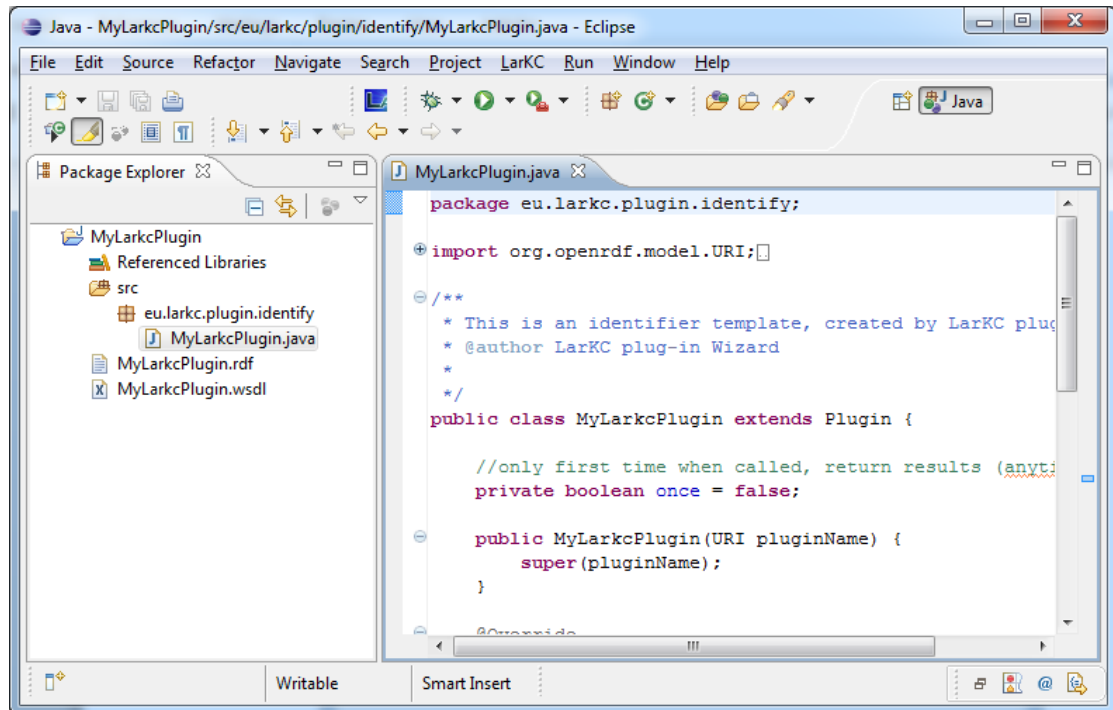 Java - MyLarkcPlugin/src/eu/larkc/plugin/identify/MyLarkcPlugin.java - Eclipse
File Edit Source Refactor Navigate Search Project LarKC Run Window Help
Java
Package Explorer
MyLarkcPlugin
Referenced Libraries
src
eu.larkc.plugin.identify
MyLarkcPlugin.java
MyLarkcPlugin.rdf
MyLarkcPlugin.wsdl
MyLarkcPlugin.java
package eu.larkc.plugin.identify;
import org.openrdf.model.URI;
/**
* This is an identifier template, created by LarKC plug
* @author LarKC plug-in Wizard
*
*/
public class MyLarkcPlugin extends Plugin {
//only first time when called, return results (anyti
private boolean once = false;
public MyLarkcPlugin(URI pluginName) {
super(pluginName);
}
@Override
Writable Smart Insert